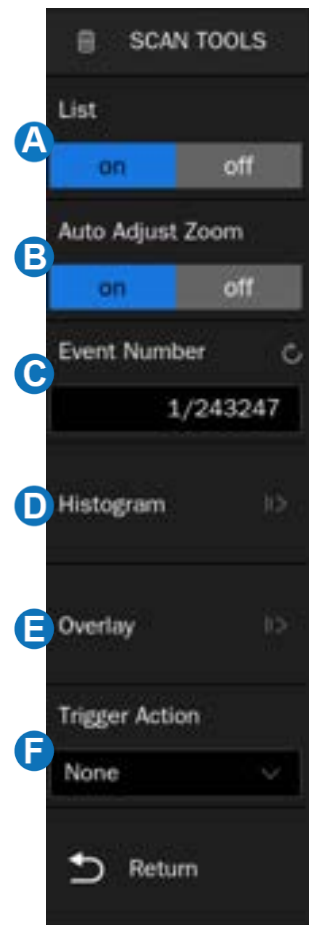 SCAN TOOLS
List
A
on off
Auto Adjust Zoom
B
on off
Event Number
C
1/243247
D Histogram
E Overlay
Trigger Action
F
None
Return